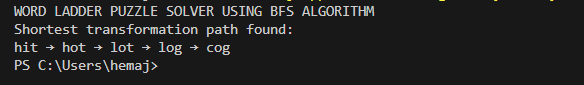 WORD LADDER PUZZLE SOLVER USING BFS ALGORITHM
Shortest transformation path found:
hit → hot → lot → log → cog
PS C:\Users\hemaj>